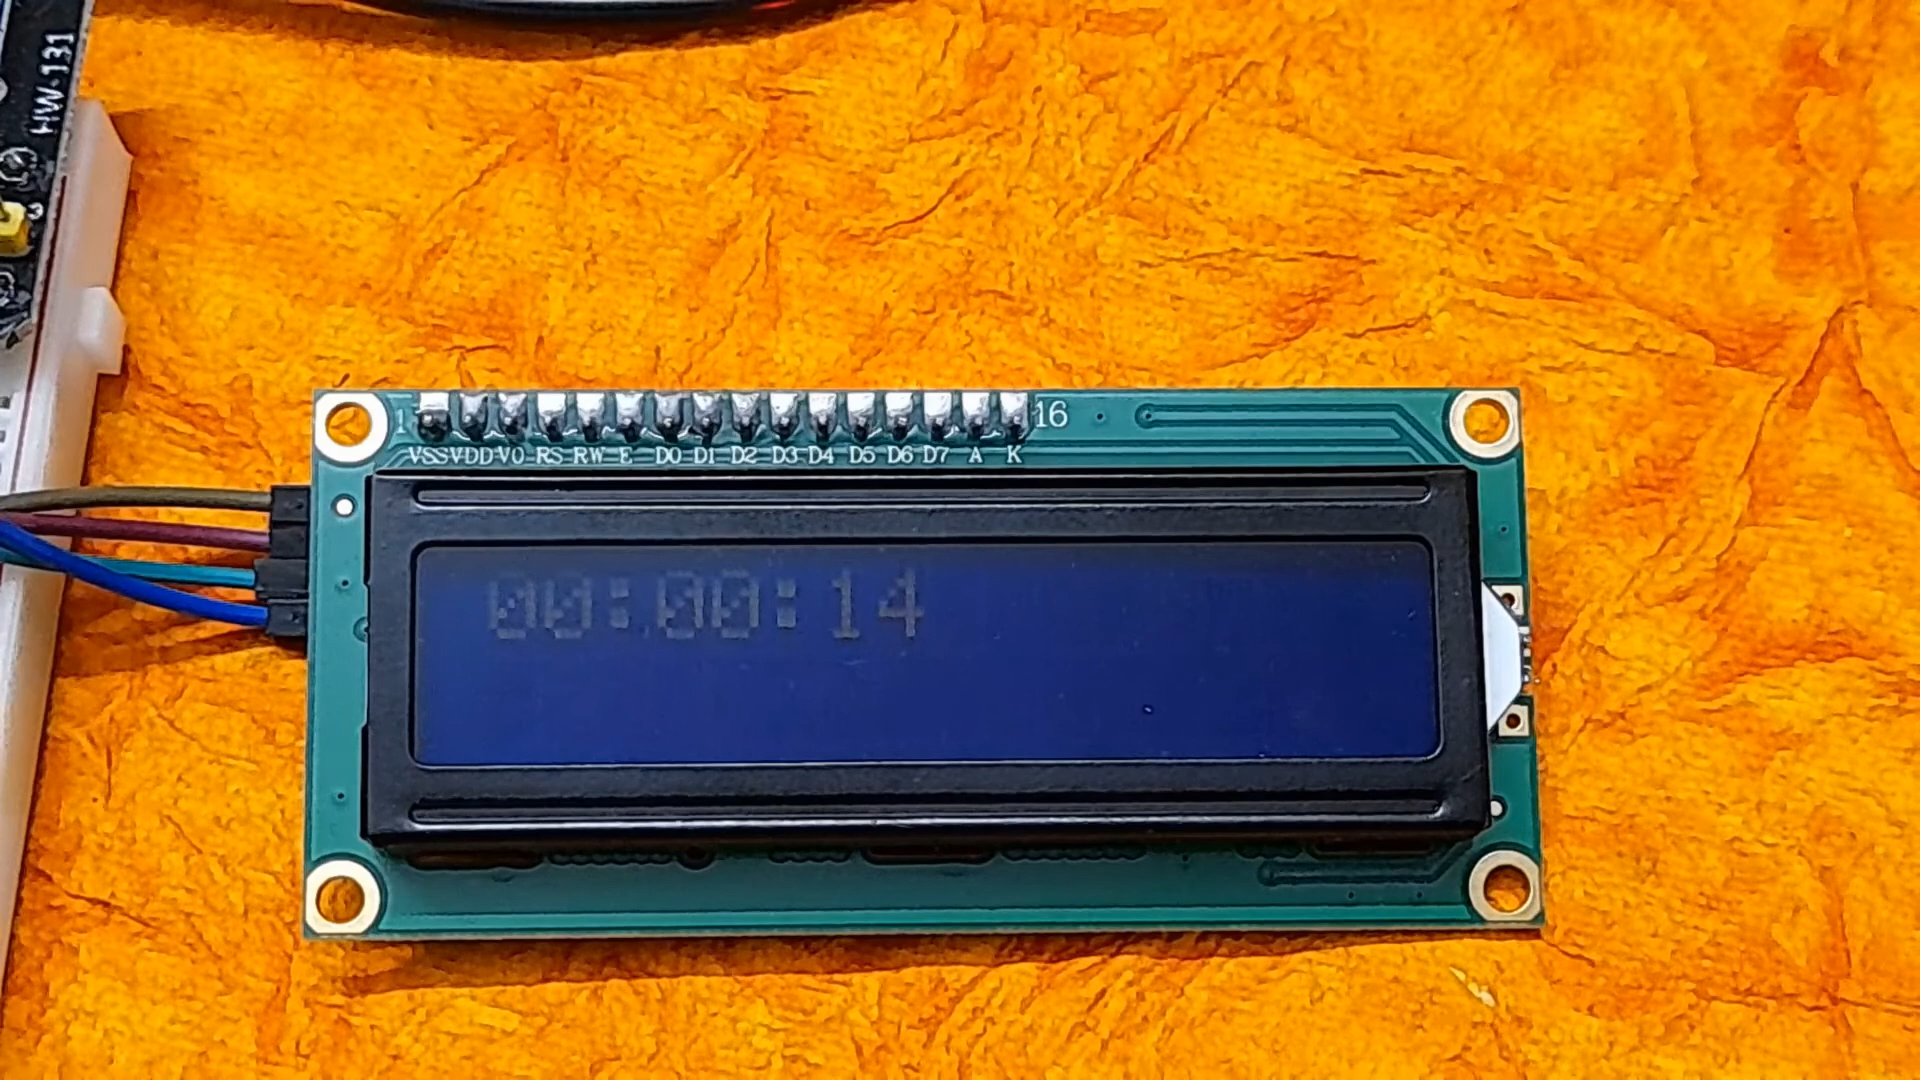 HW-131
1 16
VSS VDD V0 RS RW E D0 D1 D2 D3 D4 D5 D6 D7 A K
00:00:14